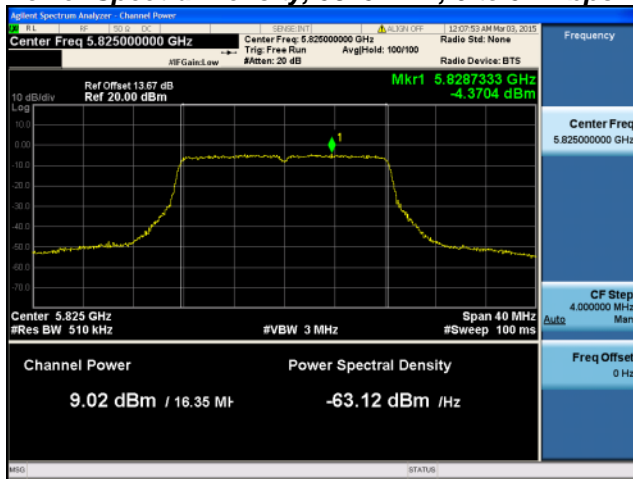 Agilent Spectrum Analyzer - Channel Power
RL RF 50 Ω DC SENSE:INT ALIGN OFF 12:07:53 AM Mar 03, 2015
Center Freq 5.825000000 GHz
Center Freq: 5.825000000 GHz
Radio Std: None
Trig: Free Run Avg|Hold: 100/100
#IFGain:Low
#Atten: 20 dB
Radio Device: BTS
Frequency
Mkr1 5.8287333 GHz
-4.3704 dBm
Ref Offset 13.67 dB
10 dB/div Ref 20.00 dBm
Log
10.0
0.00
-10.0
-20.0
-30.0
-40.0
-50.0
-60.0
-70.0
1
Center Freq
5.825000000 GHz
Center 5.825 GHz
Span 40 MHz
#Res BW 510 kHz
#VBW 3 MHz
#Sweep 100 ms
CF Step
4.000000 MHz
Auto Man
Channel Power
Power Spectral Density
9.02 dBm / 16.35 MH
-63.12 dBm /Hz
Freq Offset
0 Hz
MSG
STATUS